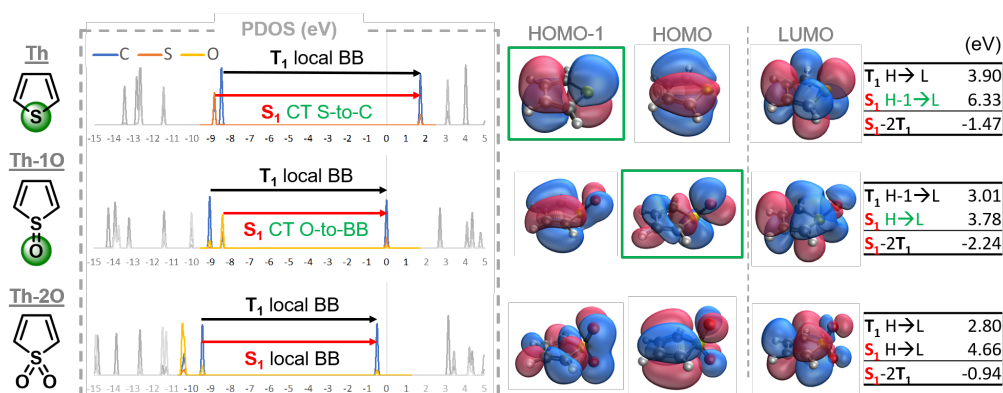 PDOS (eV)
HOMO-1 HOMO LUMO
(eV)
Th
C S O
T₁ local BB
S₁ CT S-to-C
S
-15 -14 -13 -12 -11 -10 -9 -8 -7 -6 -5 -4 -3 -2 -1 0 1 2 3 4 5
T₁ H→L 3.90
S₁ H-1→L 6.33
S₁-2T₁ -1.47
Th-1O
T₁ local BB
S₁ CT O-to-BB
S
O
-15 -14 -13 -12 -11 -10 -9 -8 -7 -6 -5 -4 -3 -2 -1 0 1 2 3 4 5
T₁ H-1→L 3.01
S₁ H→L 3.78
S₁-2T₁ -2.24
Th-2O
T₁ local BB
S₁ local BB
S
O O
-15 -14 -13 -12 -11 -10 -9 -8 -7 -6 -5 -4 -3 -2 -1 0 1 2 3 4 5
T₁ H→L 2.80
S₁ H→L 4.66
S₁-2T₁ -0.94